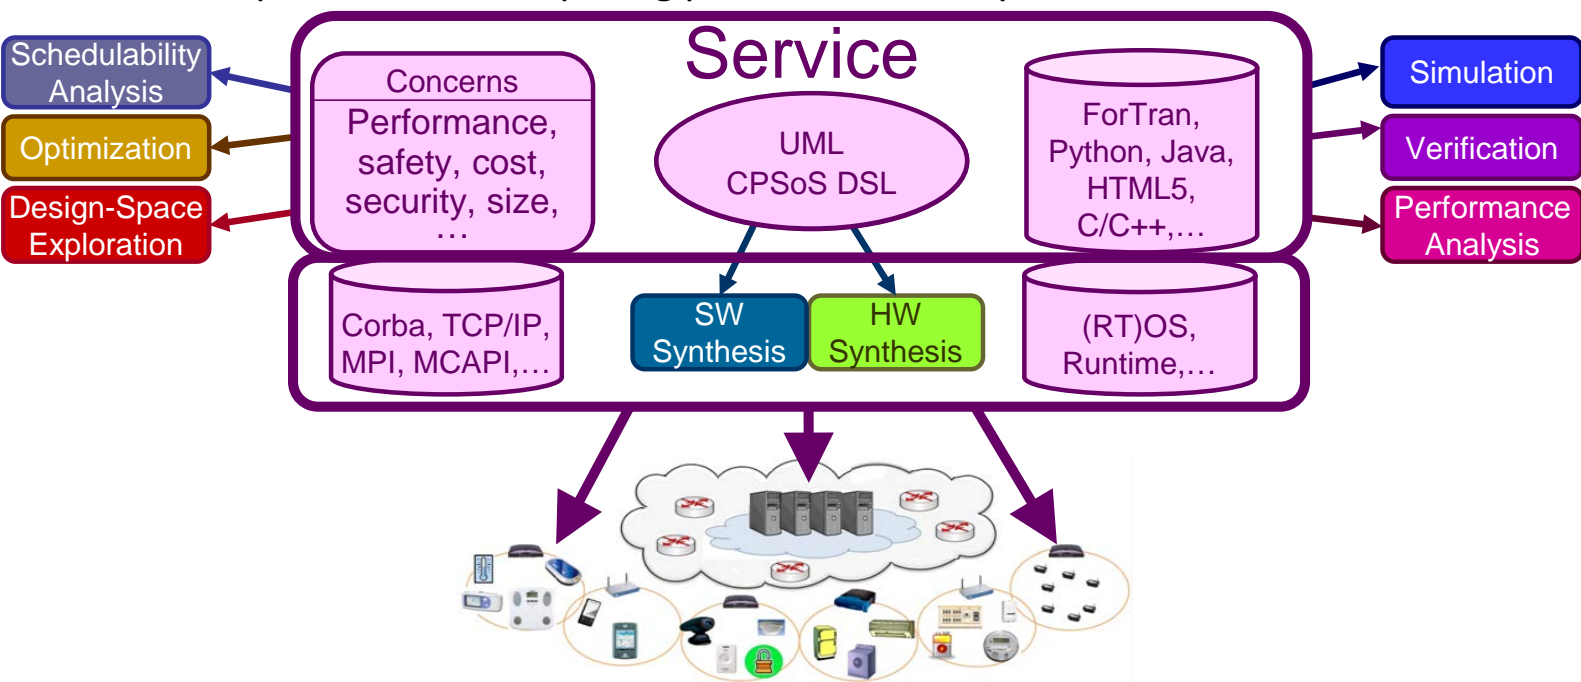 Service
Schedulability
Analysis
Optimization
Design-Space
Exploration
Concerns
Performance,
safety, cost,
security, size,
…
UML
CPSoS DSL
ForTran,
Python, Java,
HTML5,
C/C++,…
Simulation
Verification
Performance
Analysis
Corba, TCP/IP,
MPI, MCAPI,…
SW
Synthesis
HW
Synthesis
(RT)OS,
Runtime,…